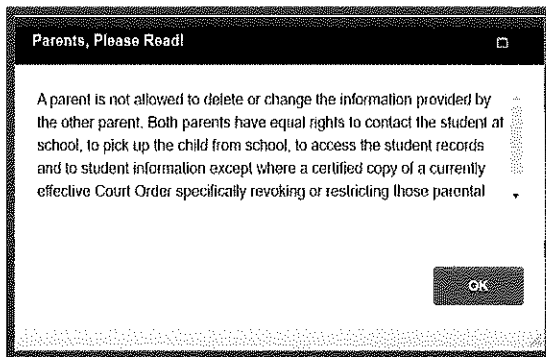 Parents, Please Read!
A parent is not allowed to delete or change the information provided by
the other parent. Both parents have equal rights to contact the student at
school, to pick up the child from school, to access the student records
and to student information except where a certified copy of a currently
effective Court Order specifically revoking or restricting those parental
OK